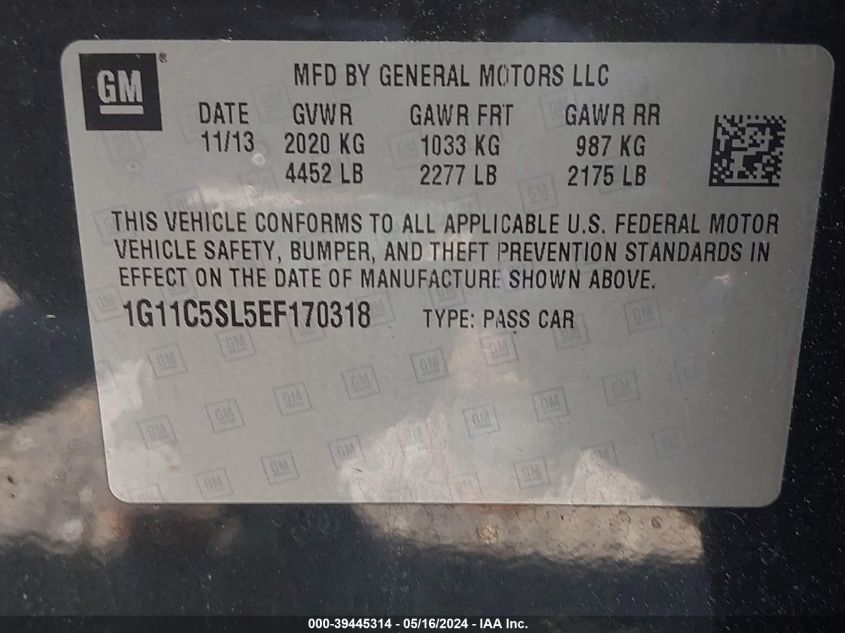 GM®
MFD BY GENERAL MOTORS LLC
DATE GVWR GAWR FRT GAWR RR
11/13 2020 KG 1033 KG 987 KG
4452 LB 2277 LB 2175 LB
THIS VEHICLE CONFORMS TO ALL APPLICABLE U.S. FEDERAL MOTOR
VEHICLE SAFETY, BUMPER, AND THEFT PREVENTION STANDARDS IN
EFFECT ON THE DATE OF MANUFACTURE SHOWN ABOVE.
1G11C5SL5EF170318 TYPE: PASS CAR
000-39445314 - 05/16/2024 - IAA Inc.